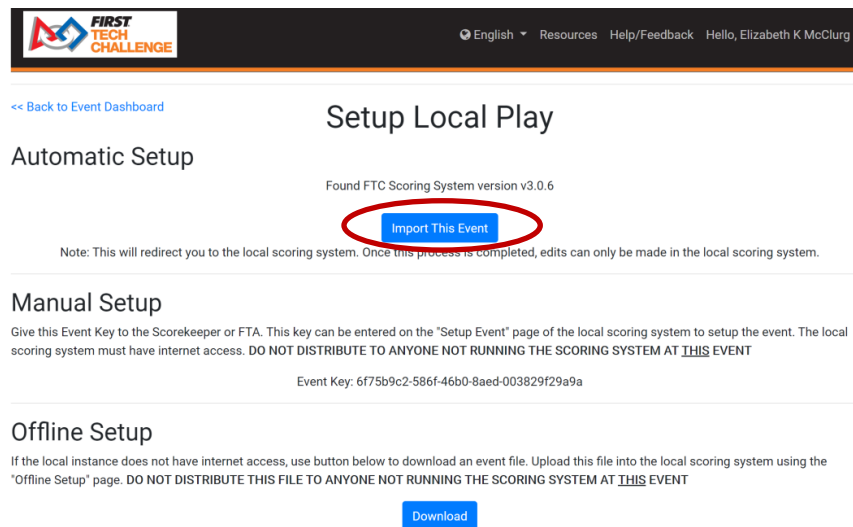 FIRST
TECH
CHALLENGE
English Resources Help/Feedback Hello, Elizabeth K McClurg
<< Back to Event Dashboard
Setup Local Play
Automatic Setup
Found FTC Scoring System version v3.0.6
Import This Event
Note: This will redirect you to the local scoring system. Once this process is completed, edits can only be made in the local scoring system.
Manual Setup
Give this Event Key to the Scorekeeper or FTA. This key can be entered on the "Setup Event" page of the local scoring system to setup the event. The local
scoring system must have internet access. DO NOT DISTRIBUTE TO ANYONE NOT RUNNING THE SCORING SYSTEM AT THIS EVENT
Event Key: 6f75b9c2-586f-46b0-8aed-003829f29a9a
Offline Setup
If the local instance does not have internet access, use button below to download an event file. Upload this file into the local scoring system using the
"Offline Setup" page. DO NOT DISTRIBUTE THIS FILE TO ANYONE NOT RUNNING THE SCORING SYSTEM AT THIS EVENT
Download